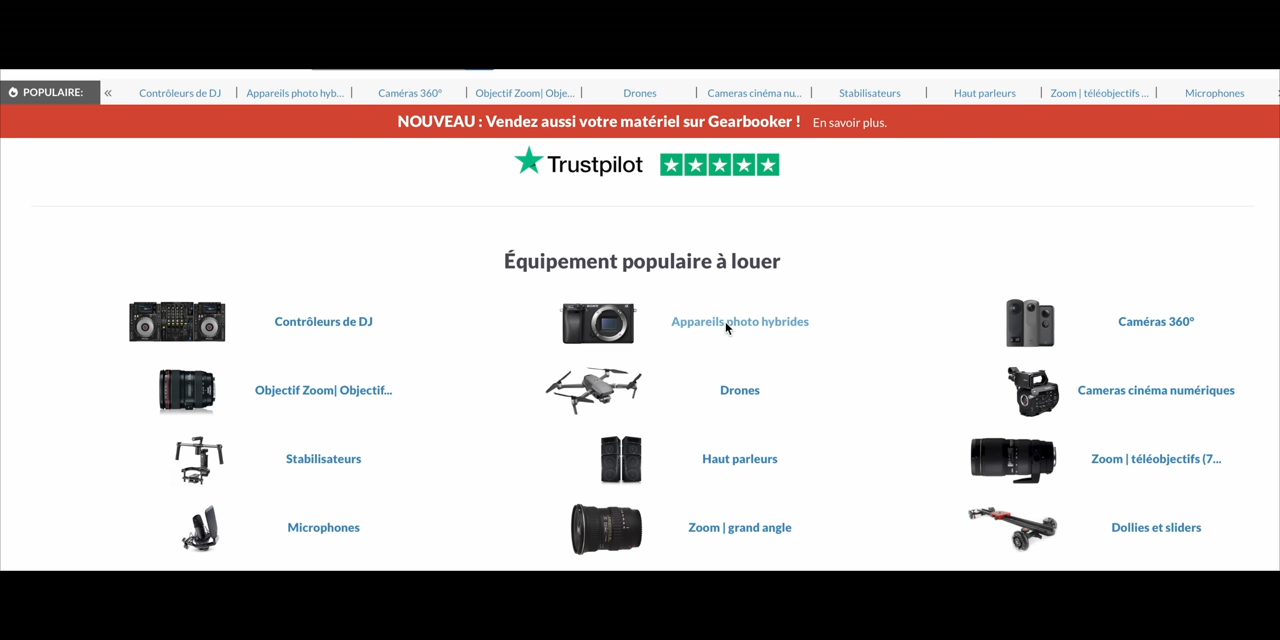 POPULAIRE: « Contrôleurs de DJ | Appareils photo hyb... | Caméras 360° | Objectif Zoom| Obje... | Drones | Cameras cinéma nu... | Stabilisateurs | Haut parleurs | Zoom | téléobjectifs ... | Microphones
NOUVEAU : Vendez aussi votre matériel sur Gearbooker ! En savoir plus.
Trustpilot
Équipement populaire à louer
Contrôleurs de DJ
Appareils photo hybrides
Caméras 360°
Objectif Zoom| Objectif...
Drones
Cameras cinéma numériques
Stabilisateurs
Haut parleurs
Zoom | téléobjectifs (7...
Microphones
Zoom | grand angle
Dollies et sliders